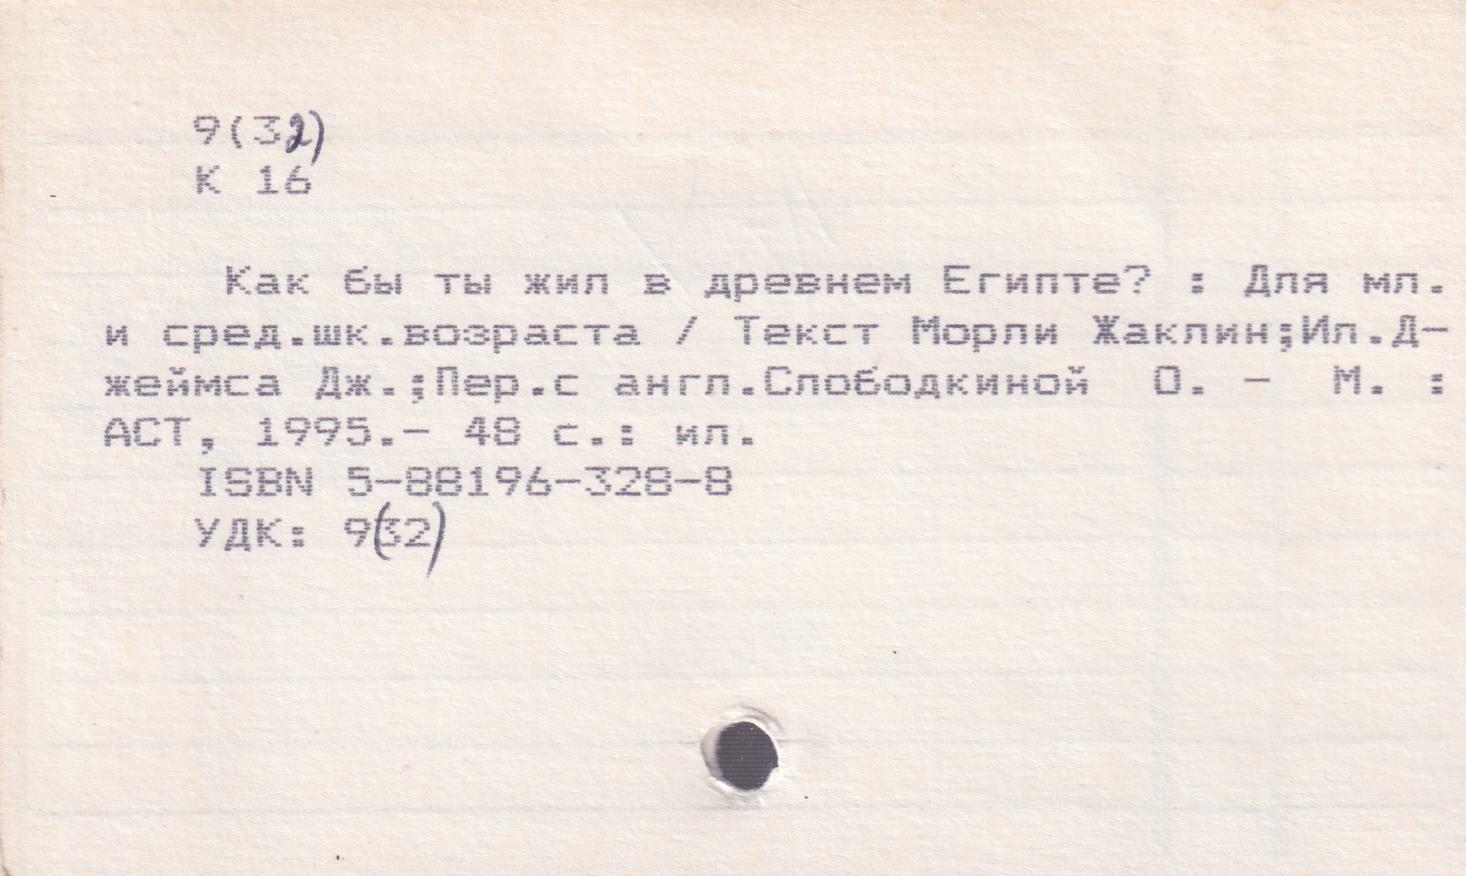 9(32)
К 16
Как бы ты жил в древнем Египте? : Для мл.
и сред.шк.возраста / Текст Морли Жаклин;Ил.Д-
жеймса Дж.;Пер.с англ.Слободкиной О. - М. :
АСТ, 1995.- 48 с.: ил.
ISBN 5-88196-328-8
УДК: 9(32)